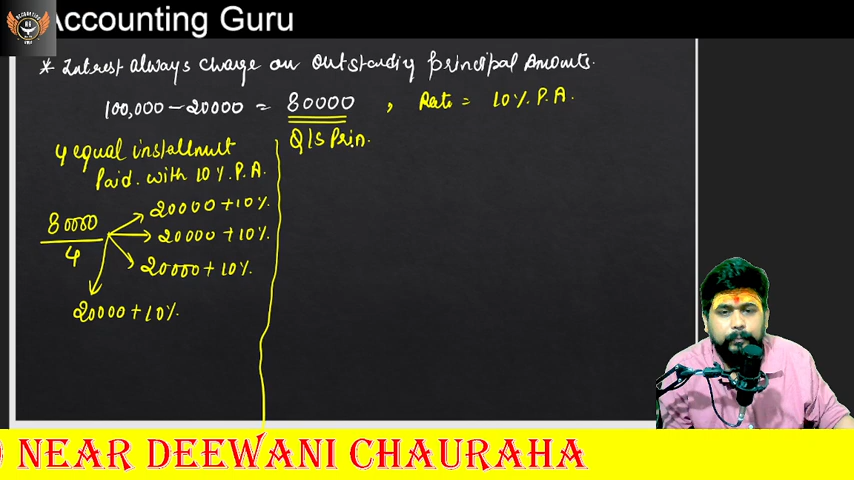 Accounting Guru
* Interest always charge on outstanding principal Amounts.
100,000 – 20000 = 80000 , Rate = 10% P.A.
O/S Prin.
4 equal installment
Paid. with 10% P.A.
80000
4
20000 + 10%
20000 + 10%
20000 + 10%
20000 + 10%
NEAR DEEWANI CHAURAHA